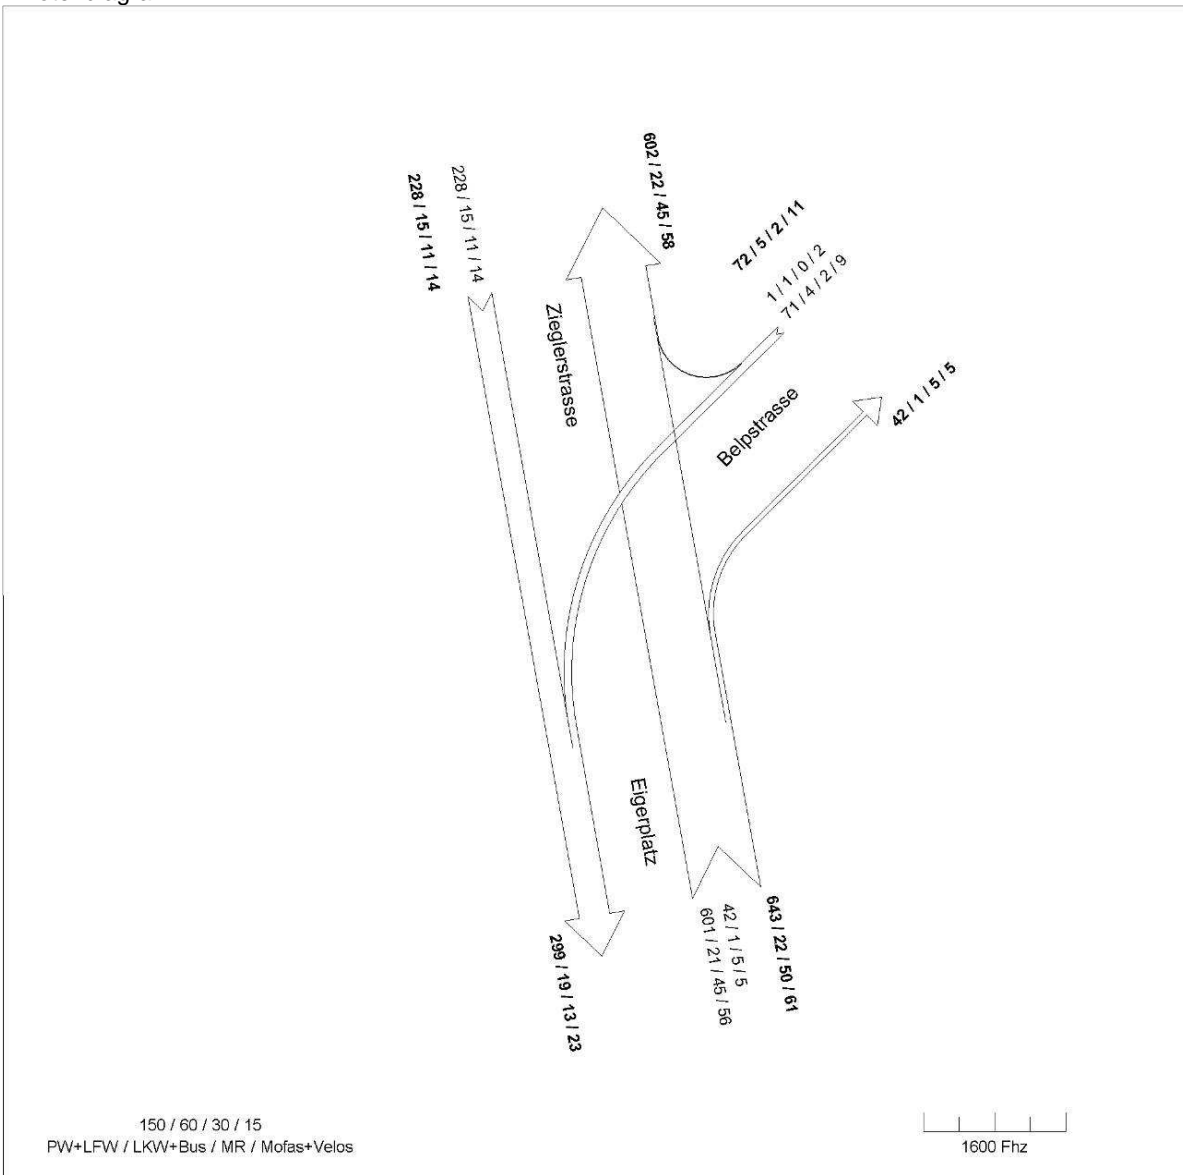 602 / 22 / 45 / 58
228 / 15 / 11 / 14
228 / 15 / 11 / 14
72 / 5 / 2 / 11
1 / 1 / 0 / 2
71 / 4 / 2 / 9
Zieglerstrasse
42 / 1 / 5 / 5
Belpstrasse
Eigerplatz
643 / 22 / 50 / 61
42 / 1 / 5 / 5
601 / 21 / 45 / 56
299 / 19 / 13 / 23
150 / 60 / 30 / 15
PW+LFW / LKW+Bus / MR / Mofas+Velos
1600 Fhz